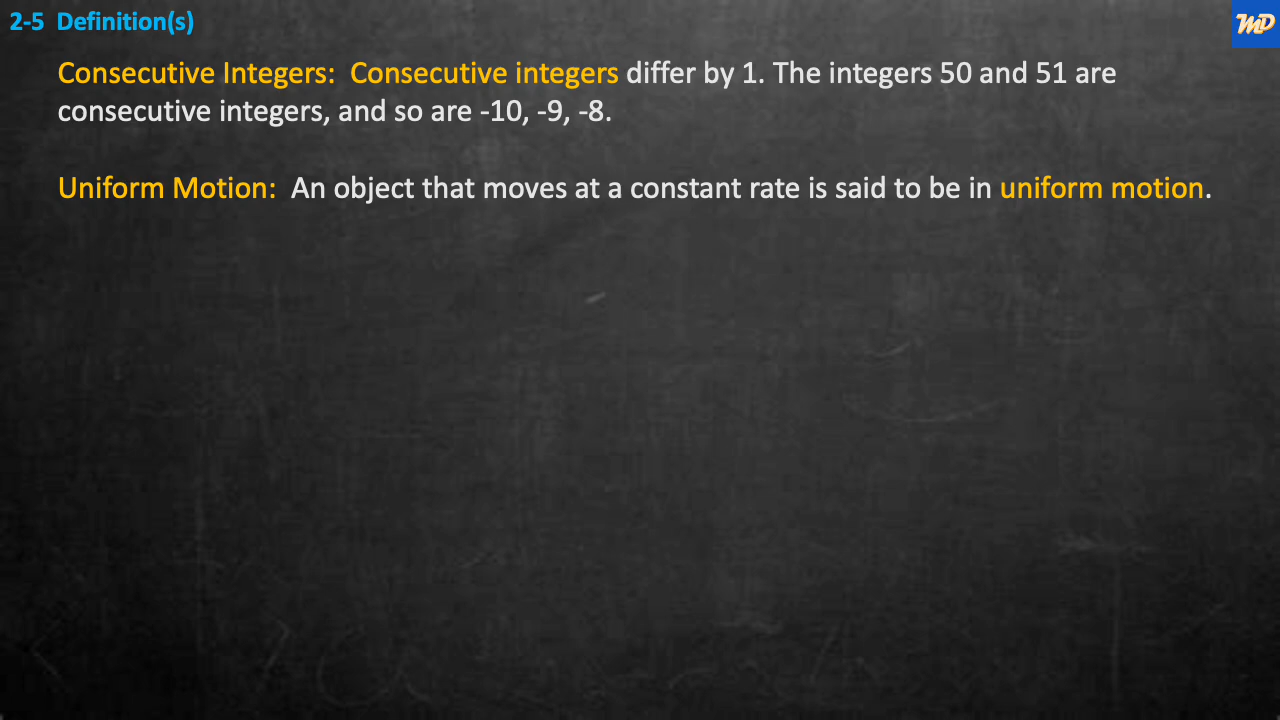 2-5 Definition(s)
MD
Consecutive Integers: Consecutive integers differ by 1. The integers 50 and 51 are
consecutive integers, and so are -10, -9, -8.
Uniform Motion: An object that moves at a constant rate is said to be in uniform motion.